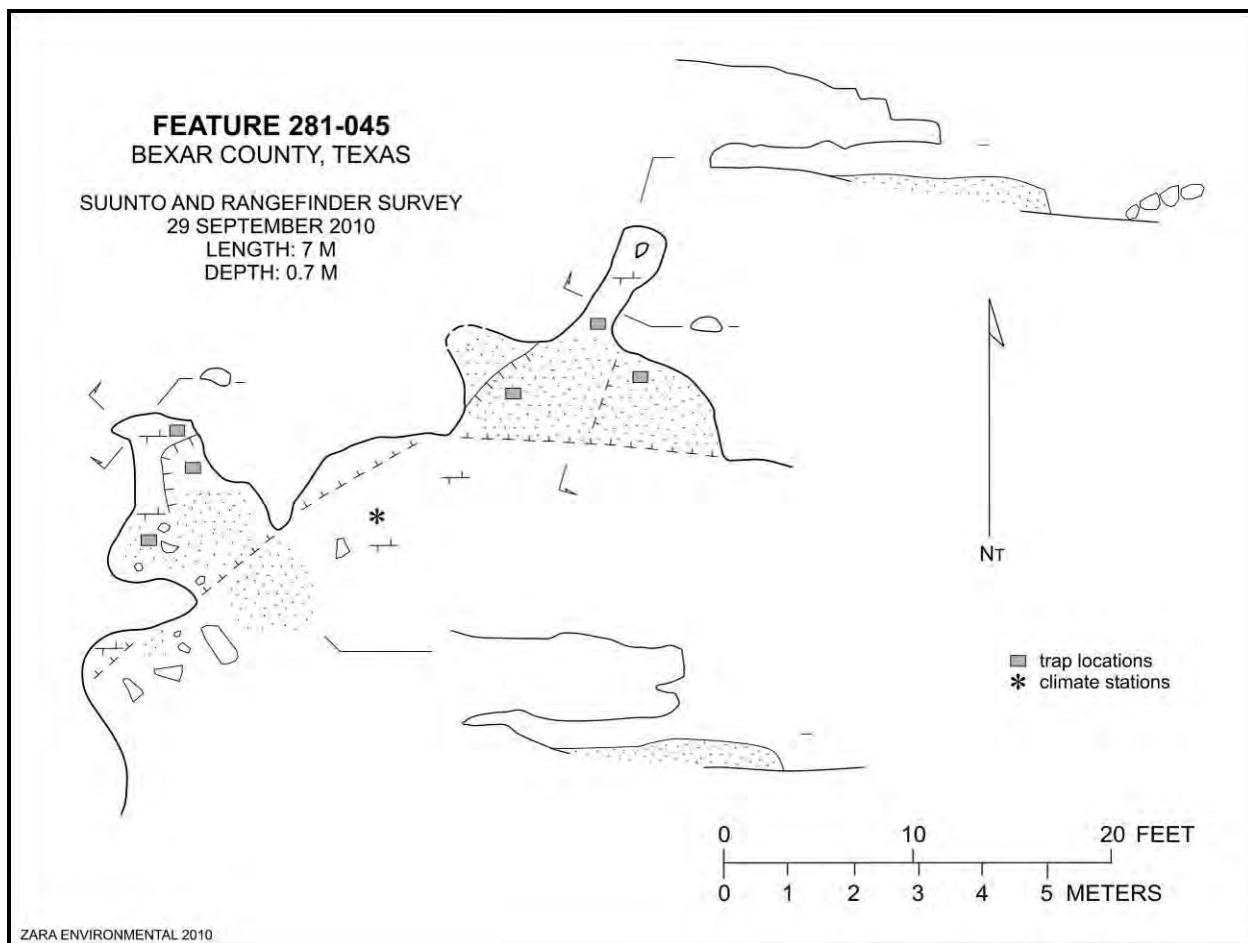 FEATURE 281-045
BEXAR COUNTY, TEXAS
SUUNTO AND RANGEFINDER SURVEY
29 SEPTEMBER 2010
LENGTH: 7 M
DEPTH: 0.7 M
NT
trap locations
* climate stations
0 10 20 FEET
0 1 2 3 4 5 METERS
ZARA ENVIRONMENTAL 2010